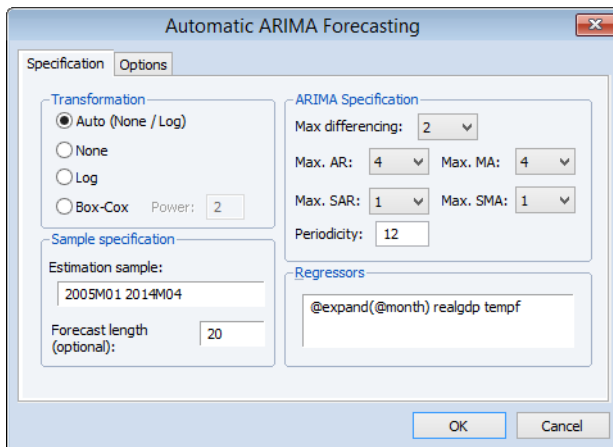 Automatic ARIMA Forecasting
Specification Options
Transformation
Auto (None / Log)
None
Log
Box-Cox Power: 2
Sample specification
Estimation sample:
2005M01 2014M04
Forecast length
(optional): 20
ARIMA Specification
Max differencing: 2
Max. AR: 4 Max. MA: 4
Max. SAR: 1 Max. SMA: 1
Periodicity: 12
Regressors
@expand(@month) realgdp tempf
OK Cancel